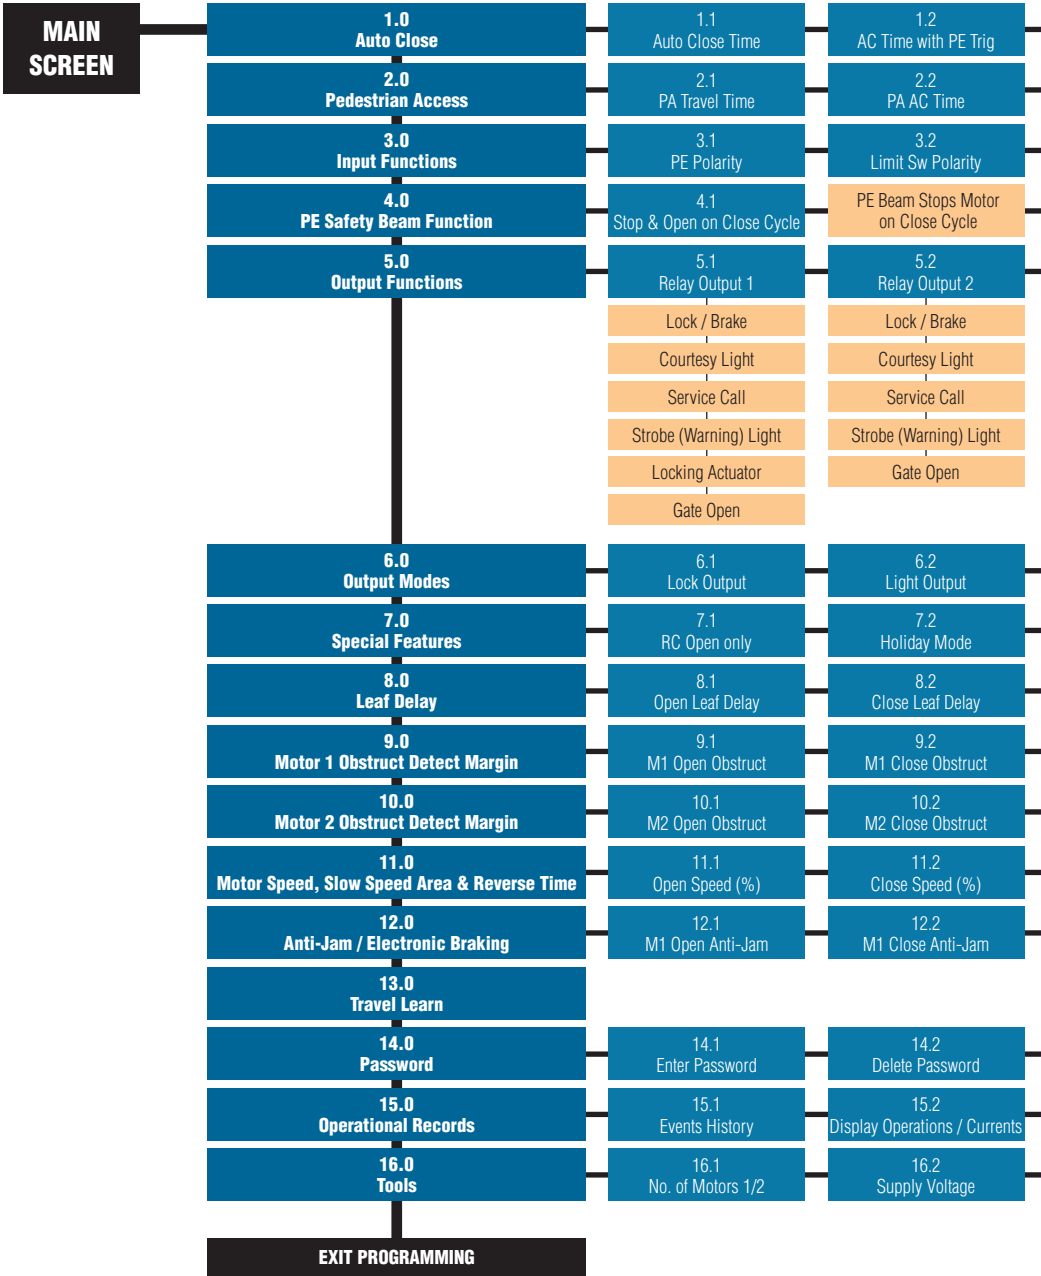 MAIN
SCREEN
1.0
Auto Close
1.1
Auto Close Time
1.2
AC Time with PE Trig
2.0
Pedestrian Access
2.1
PA Travel Time
2.2
PA AC Time
3.0
Input Functions
3.1
PE Polarity
3.2
Limit Sw Polarity
4.0
PE Safety Beam Function
4.1
Stop & Open on Close Cycle
PE Beam Stops Motor
on Close Cycle
5.0
Output Functions
5.1
Relay Output 1
5.2
Relay Output 2
Lock / Brake
Lock / Brake
Courtesy Light
Courtesy Light
Service Call
Service Call
Strobe (Warning) Light
Strobe (Warning) Light
Locking Actuator
Gate Open
Gate Open
6.0
Output Modes
6.1
Lock Output
6.2
Light Output
7.0
Special Features
7.1
RC Open only
7.2
Holiday Mode
8.0
Leaf Delay
8.1
Open Leaf Delay
8.2
Close Leaf Delay
9.0
Motor 1 Obstruct Detect Margin
9.1
M1 Open Obstruct
9.2
M1 Close Obstruct
10.0
Motor 2 Obstruct Detect Margin
10.1
M2 Open Obstruct
10.2
M2 Close Obstruct
11.0
Motor Speed, Slow Speed Area & Reverse Time
11.1
Open Speed (%)
11.2
Close Speed (%)
12.0
Anti-Jam / Electronic Braking
12.1
M1 Open Anti-Jam
12.2
M1 Close Anti-Jam
13.0
Travel Learn
14.0
Password
14.1
Enter Password
14.2
Delete Password
15.0
Operational Records
15.1
Events History
15.2
Display Operations / Currents
16.0
Tools
16.1
No. of Motors 1/2
16.2
Supply Voltage
EXIT PROGRAMMING